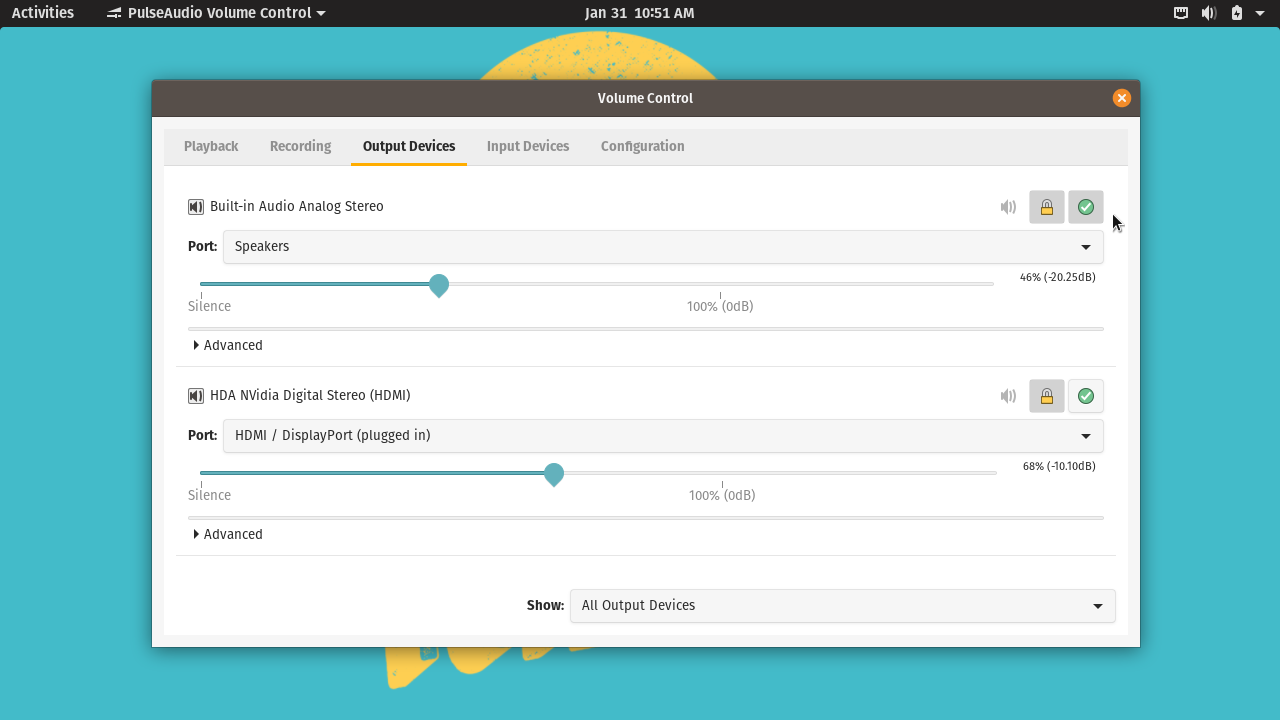 Activities PulseAudio Volume Control Jan 31 10:51 AM
Volume Control
Playback Recording Output Devices Input Devices Configuration
Built-in Audio Analog Stereo
Port: Speakers
46% (-20.25dB)
Silence 100% (0dB)
Advanced
HDA NVidia Digital Stereo (HDMI)
Port: HDMI / DisplayPort (plugged in)
68% (-10.10dB)
Silence 100% (0dB)
Advanced
Show: All Output Devices